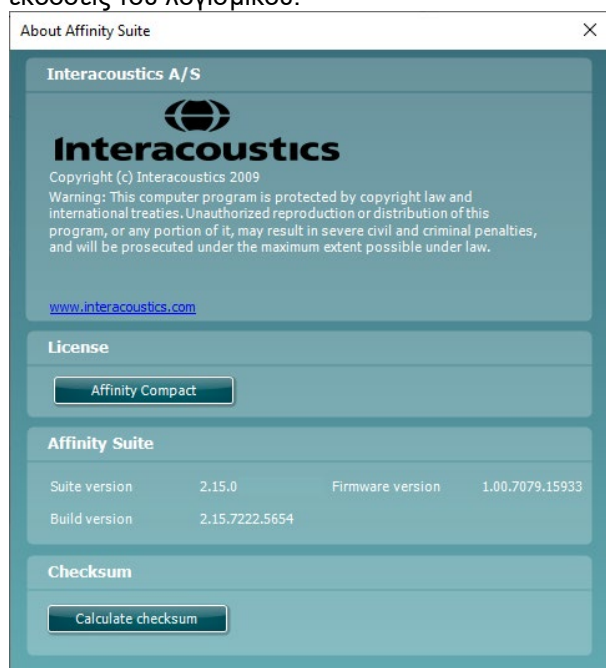 εκδόσεις του λογισμικού.
About Affinity Suite
Interacoustics A/S
Interacoustics
Copyright (c) Interacoustics 2009
Warning: This computer program is protected by copyright law and
international treaties. Unauthorized reproduction or distribution of this
program, or any portion of it, may result in severe civil and criminal penalties,
and will be prosecuted under the maximum extent possible under law.
www.interacoustics.com
License
Affinity Compact
Affinity Suite
Suite version 2.15.0 Firmware version 1.00.7079.15933
Build version 2.15.7222.5654
Checksum
Calculate checksum